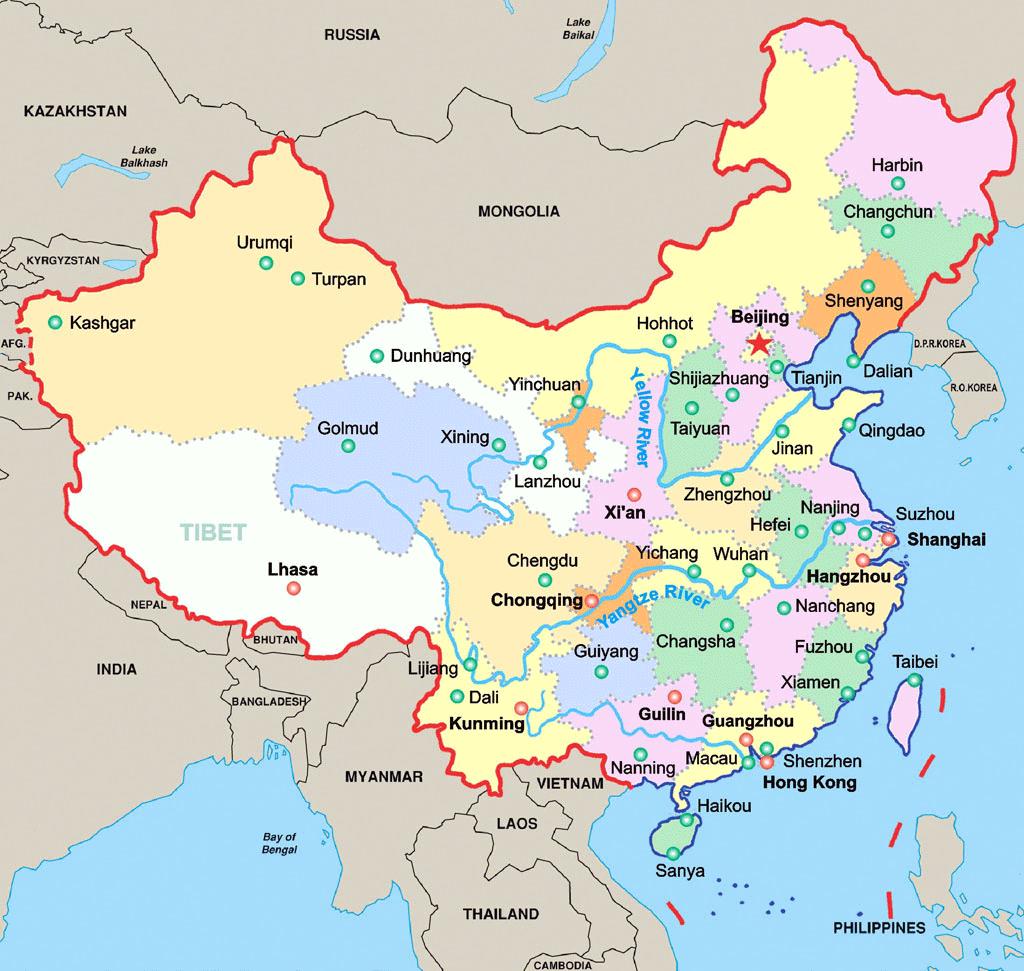 RUSSIA
Lake
Baikal
KAZAKHSTAN
Lake
Balkhash
Harbin
MONGOLIA
Changchun
Urumqi
KYRGYZSTAN
Turpan
Shenyang
Kashgar
Hohhot
Beijing
AFG.
D.P.R.KOREA
Dunhuang
Dalian
Shijiazhuang
Tianjin
Yinchuan
Yellow River
R.O.KOREA
PAK.
Golmud
Xining
Taiyuan
Qingdao
Jinan
Lanzhou
Zhengzhou
Xi'an
Nanjing
Suzhou
Hefei
TIBET
Shanghai
Yichang
Wuhan
Chengdu
Lhasa
Hangzhou
Chongqing
Yangtze River
NEPAL
Nanchang
BHUTAN
Changsha
Fuzhou
Guiyang
Taibei
INDIA
Lijiang
Xiamen
BANGLADESH
Dali
Guilin
Kunming
Guangzhou
Macau
Shenzhen
Nanning
MYANMAR
VIETNAM
Hong Kong
Haikou
LAOS
Bay of
Bengal
Sanya
THAILAND
PHILIPPINES
CAMBODIA